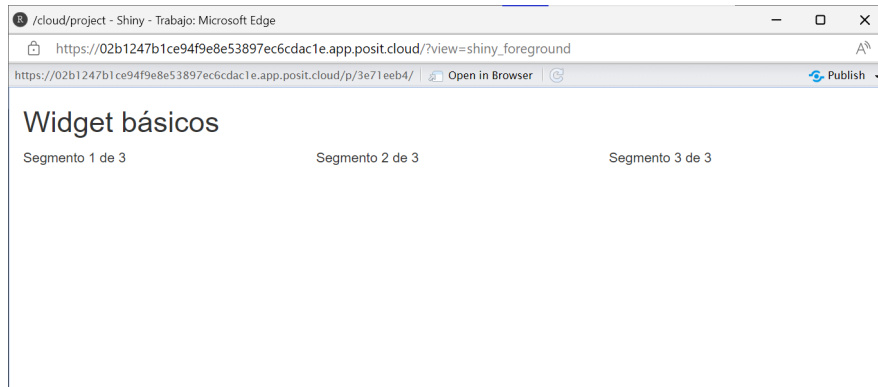 R /cloud/project - Shiny - Trabajo: Microsoft Edge
https://02b1247b1ce94f9e8e53897ec6cdac1e.app.posit.cloud/?view=shiny_foreground A
https://02b1247b1ce94f9e8e53897ec6cdac1e.app.posit.cloud/p/3e71eeb4/ Open in Browser Publish
Widget básicos
Segmento 1 de 3 Segmento 2 de 3 Segmento 3 de 3